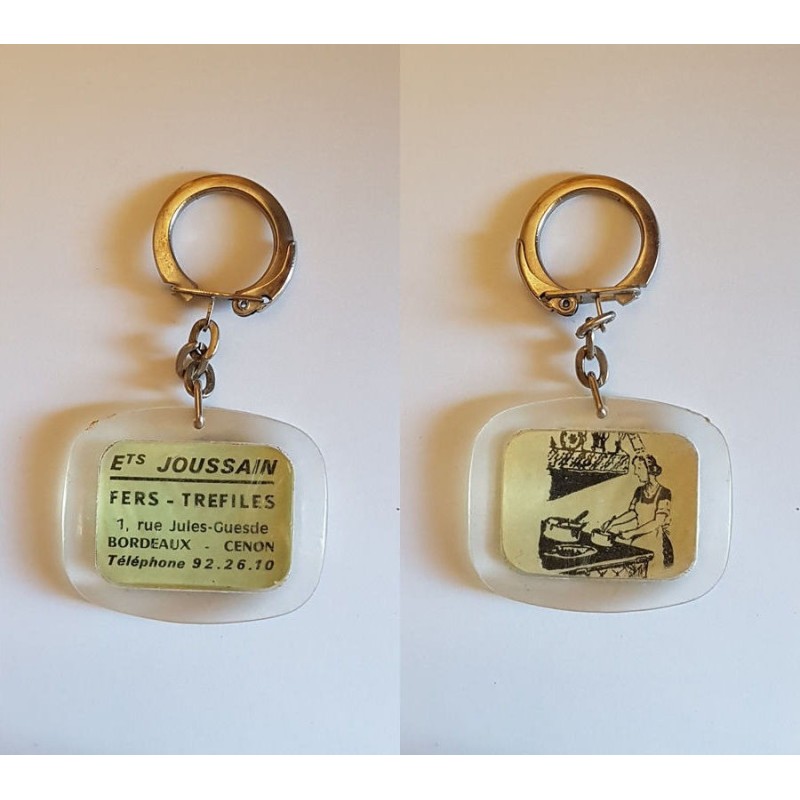 ETS JOUSSAIN
FERS - TREFILES
1, rue Jules-Guesde
BORDEAUX - CENON
Téléphone 92.26.10